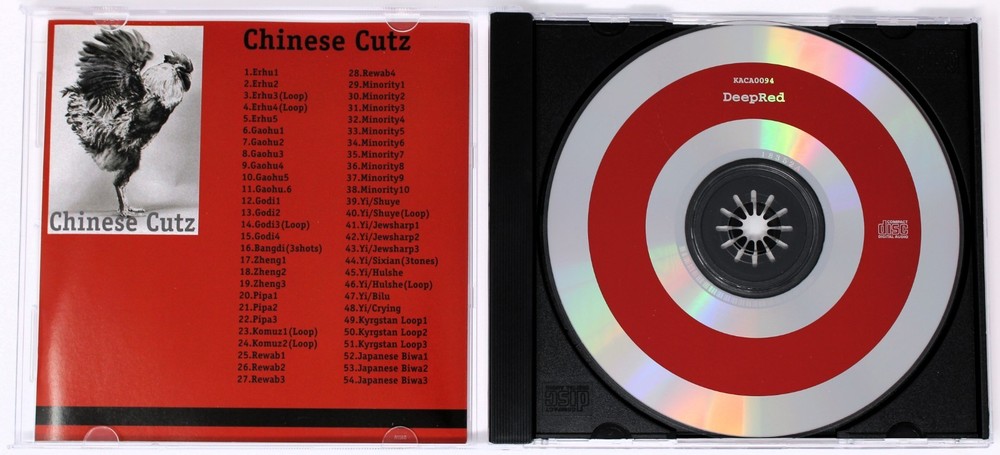 Chinese Cutz
Chinese Cutz
1.Erhu1
2.Erhu2
3.Erhu3(Loop)
4.Erhu4(Loop)
5.Erhu5
6.Gaohu1
7.Gaohu2
8.Gaohu3
9.Gaohu4
10.Gaohu5
11.Gaohu.6
12.Godi1
13.Godi2
14.Godi3(Loop)
15.Godi4
16.Bangdi(3shots)
17.Zheng1
18.Zheng2
19.Zheng3
20.Pipa1
21.Pipa2
22.Pipa3
23.Komuz1(Loop)
24.Komuz2(Loop)
25.Rewab1
26.Rewab2
27.Rewab3
28.Rewab4
29.Minority1
30.Minority2
31.Minority3
32.Minority4
33.Minority5
34.Minority6
35.Minority7
36.Minority8
37.Minority9
38.Minority10
39.Yi/Shuye
40.Yi/Shuye(Loop)
41.Yi/Jewsharp1
42.Yi/Jewsharp2
43.Yi/Jewsharp3
44.Yi/Sixian(3tones)
45.Yi/Hulshe
46.Yi/Hulshe(Loop)
47.Yi/Bilu
48.Yi/Crying
49.Kyrgstan Loop1
50.Kyrgstan Loop2
51.Kyrgstan Loop3
52.Japanese Biwa1
53.Japanese Biwa2
54.Japanese Biwa3
KACA0094
DeepRed
COMPACT
disc
DIGITAL AUDIO